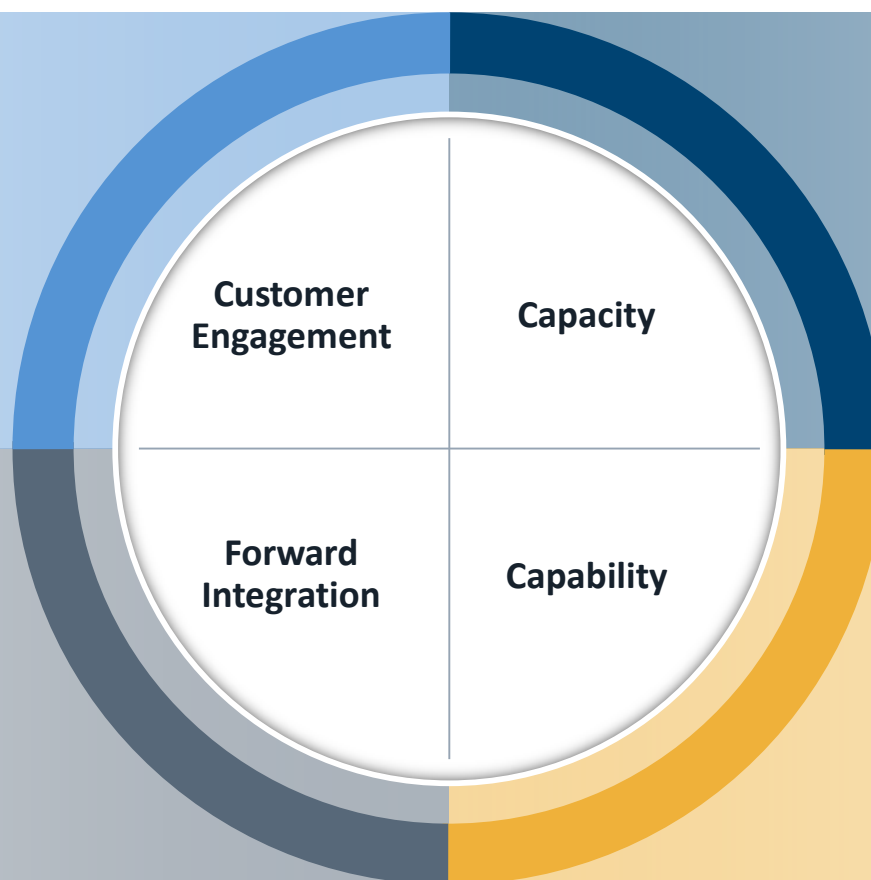 Customer
Engagement
Capacity
Forward
Integration
Capability